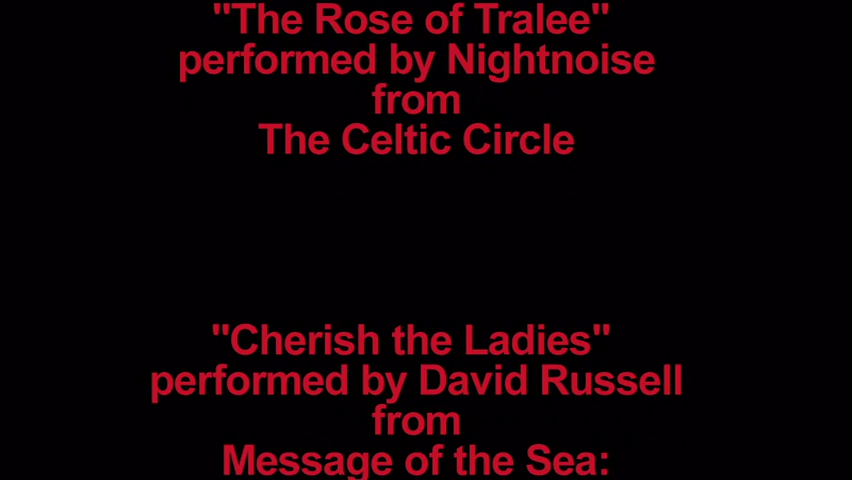 "The Rose of Tralee"
performed by Nightnoise
from
The Celtic Circle
"Cherish the Ladies"
performed by David Russell
from
Message of the Sea: